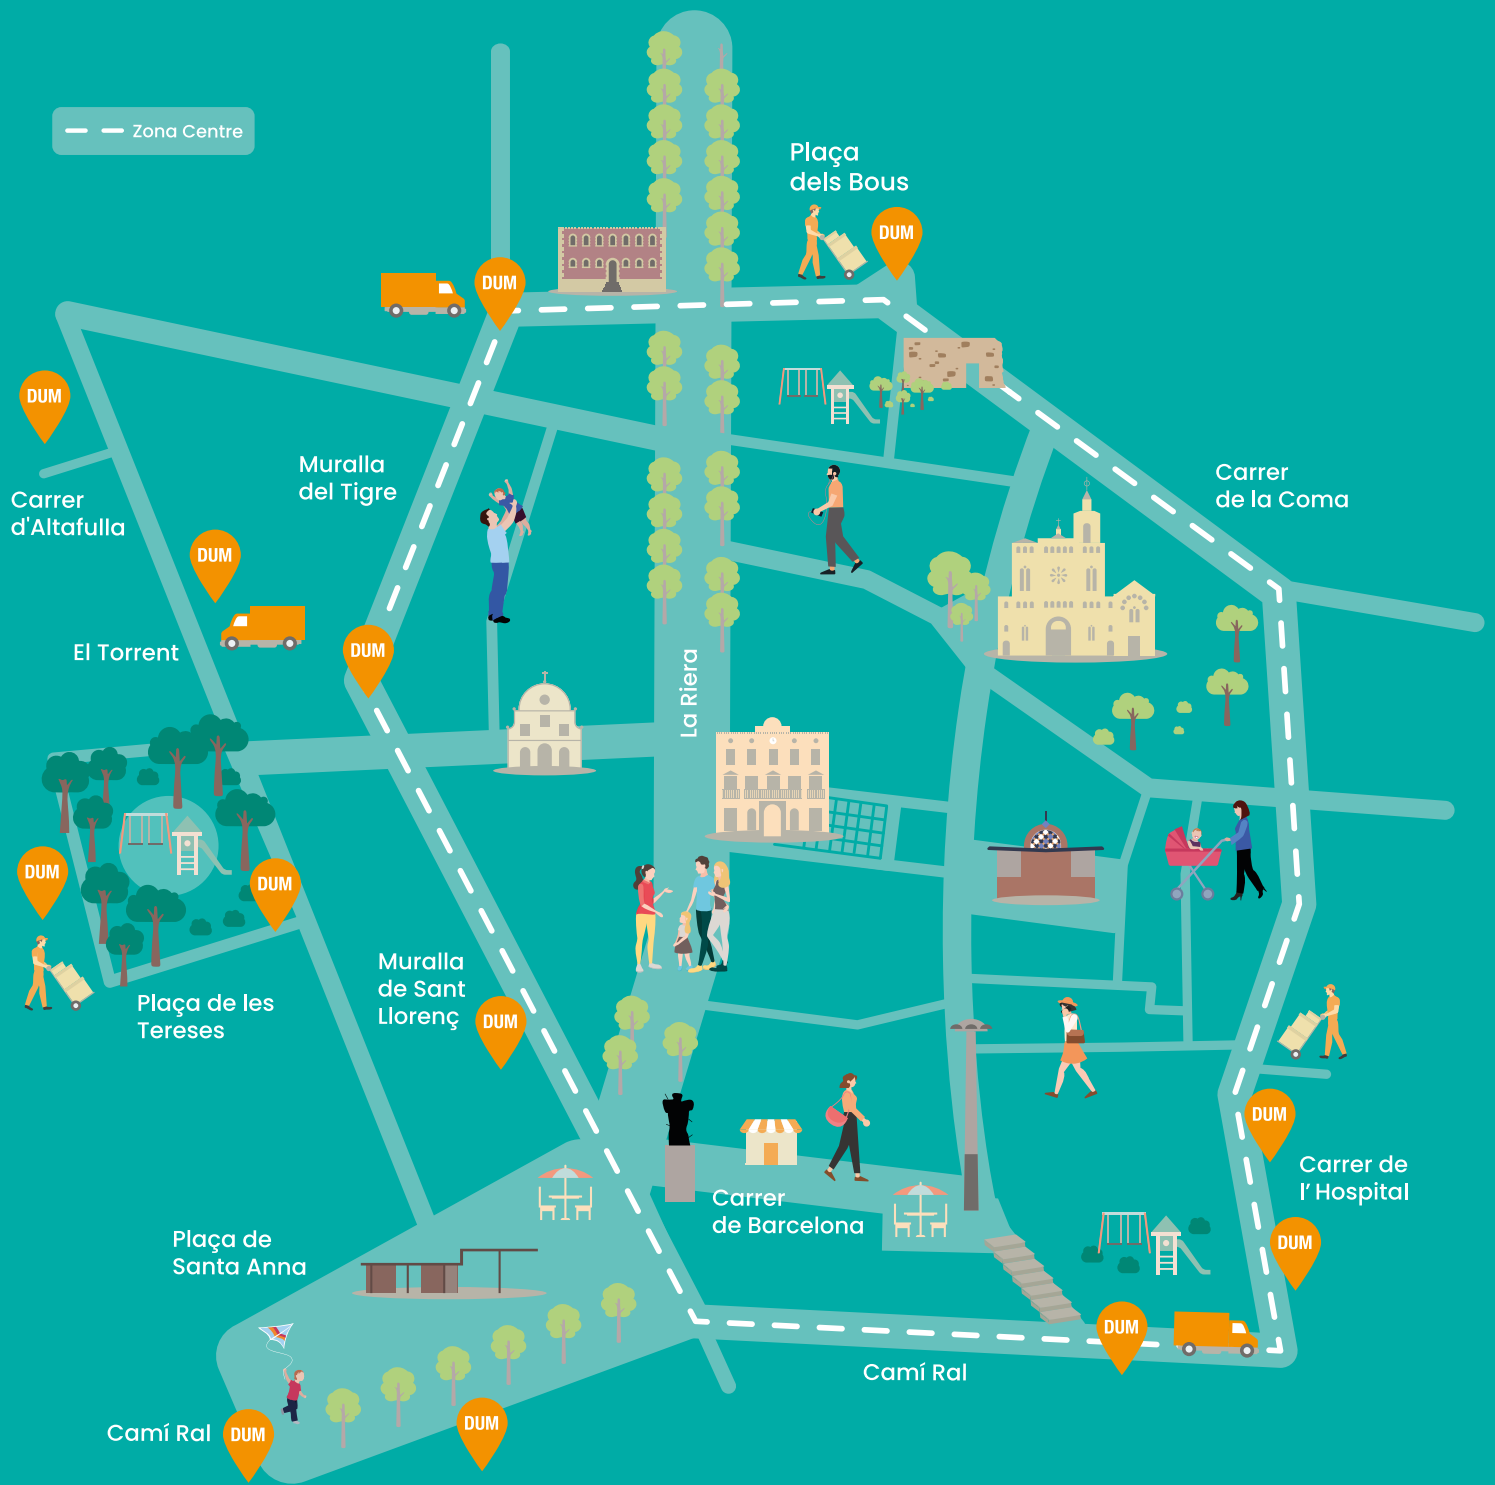 Zona Centre
Plaça
dels Bous
DUM
DUM
DUM
Carrer
d'Altafulla
Muralla
del Tigre
Carrer
de la Coma
DUM
El Torrent
DUM
La Riera
DUM
DUM
Plaça de les
Tereses
Muralla
de Sant
Llorenç
DUM
DUM
Carrer de
l' Hospital
Carrer
de Barcelona
Plaça de
Santa Anna
DUM
DUM
Camí Ral
Camí Ral
DUM
DUM